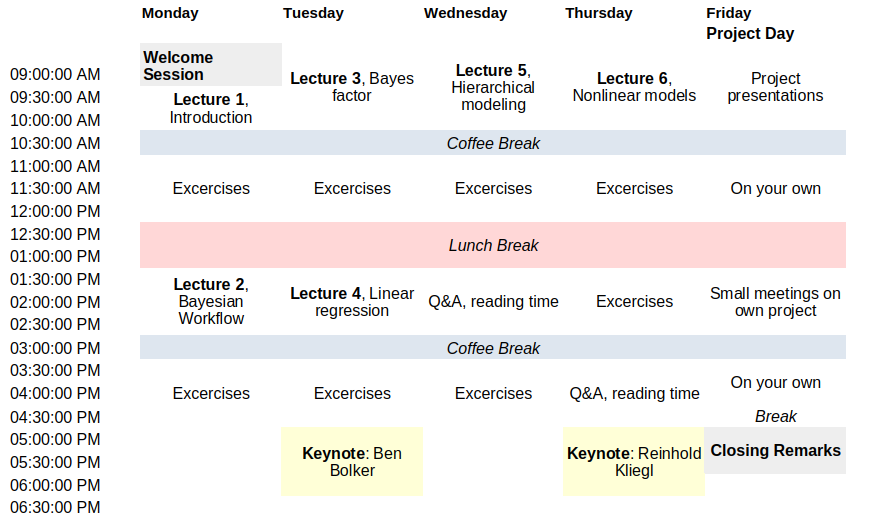 Monday Tuesday Wednesday Thursday Friday
Project Day
Welcome
Session
09:00:00 AM
09:30:00 AM
10:00:00 AM
10:30:00 AM
11:00:00 AM
11:30:00 AM
12:00:00 PM
12:30:00 PM
01:00:00 PM
01:30:00 PM
02:00:00 PM
02:30:00 PM
03:00:00 PM
03:30:00 PM
04:00:00 PM
04:30:00 PM
05:00:00 PM
05:30:00 PM
06:00:00 PM
06:30:00 PM
Lecture 1,
Introduction
Lecture 3, Bayes
factor
Lecture 5,
Hierarchical
modeling
Lecture 6,
Nonlinear models
Project
presentations
Coffee Break
Excercises Excercises Excercises Excercises On your own
Lunch Break
Lecture 2,
Bayesian
Workflow
Lecture 4, Linear
regression
Q&A, reading time
Excercises
Small meetings on
own project
Coffee Break
Excercises Excercises Excercises Q&A, reading time
On your own
Break
Keynote: Ben
Bolker
Keynote: Reinhold
Kliegl
Closing Remarks